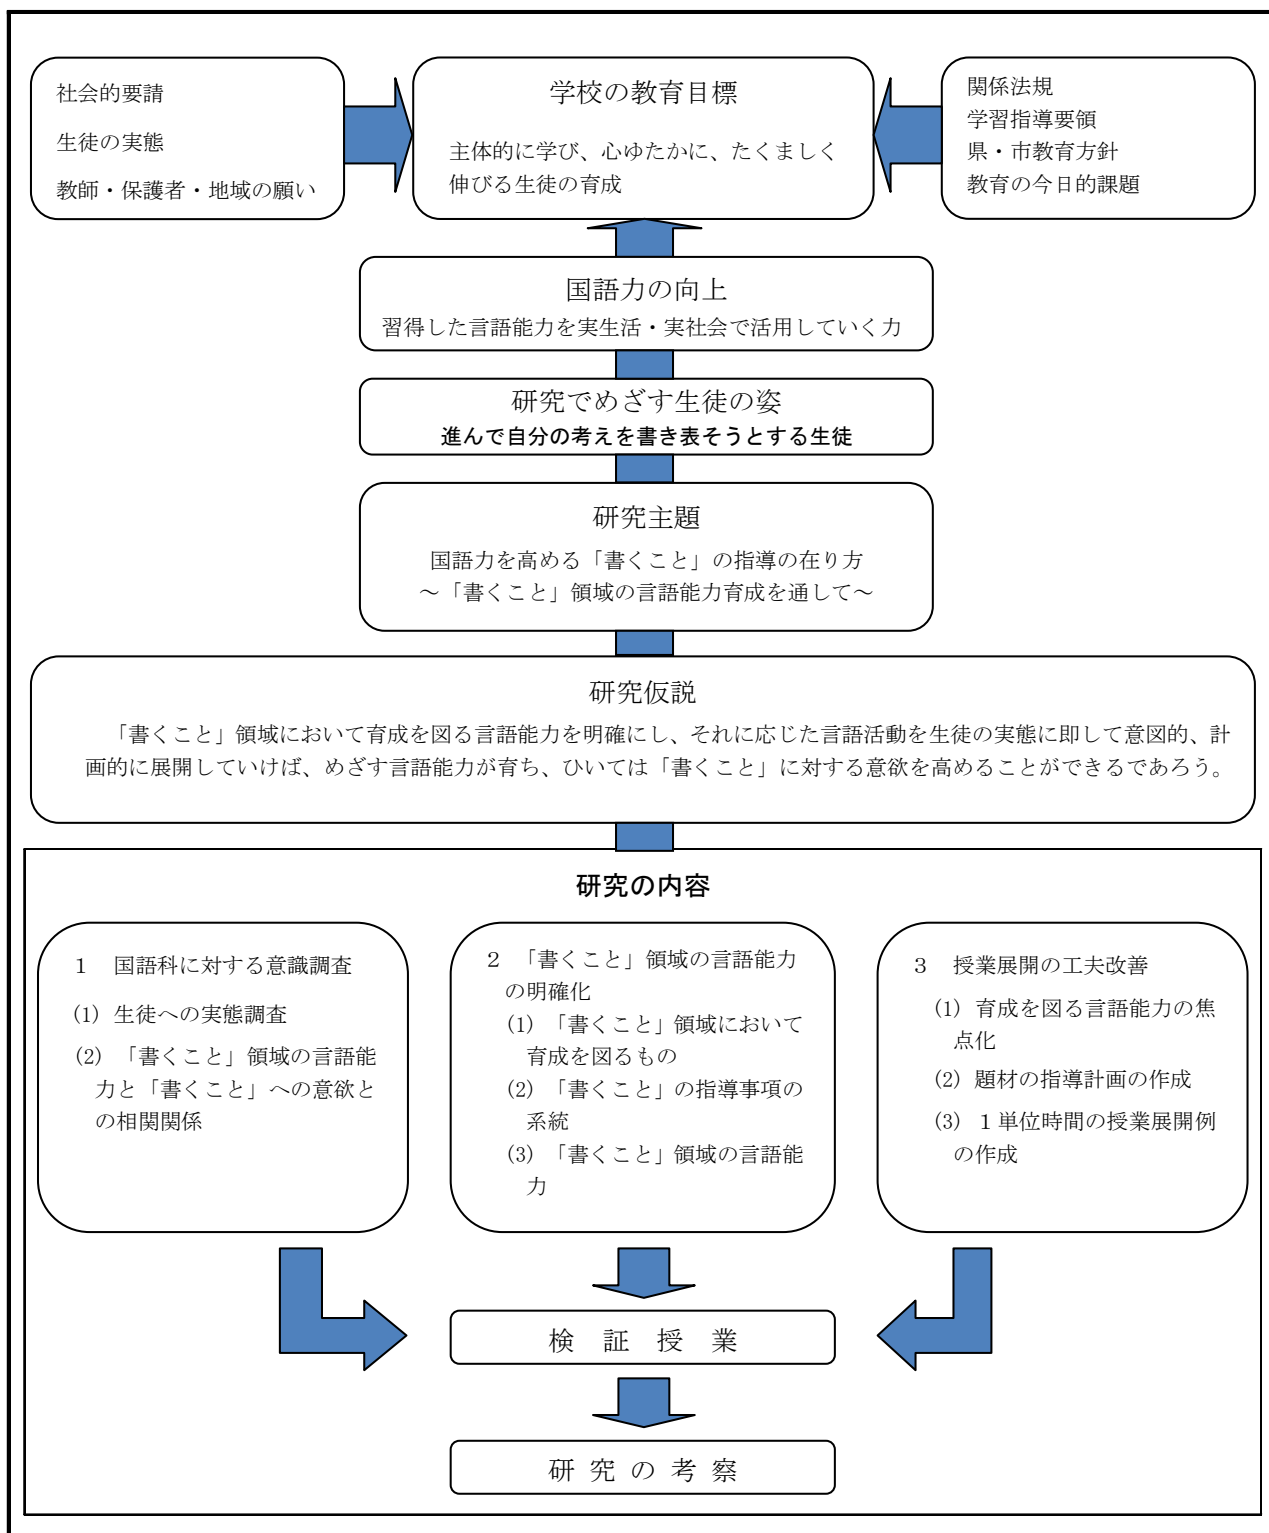 社会的要請
生徒の実態
教師・保護者・地域の願い
学校の教育目標
主体的に学び、心ゆたかに、たくましく
伸びる生徒の育成
関係法規
学習指導要領
県・市教育方針
教育の今日的課題
国語力の向上
習得した言語能力を実生活・実社会で活用していく力
研究でめざす生徒の姿
進んで自分の考えを書き表そうとする生徒
研究主題
国語力を高める「書くこと」の指導の在り方
～「書くこと」領域の言語能力育成を通して～
研究仮説
「書くこと」領域において育成を図る言語能力を明確にし、それに応じた言語活動を生徒の実態に即して意図的、計
画的に展開していけば、めざす言語能力が育ち、ひいては「書くこと」に対する意欲を高めることができるであろう。
研究の内容
１　国語科に対する意識調査
(1) 生徒への実態調査
(2) 「書くこと」領域の言語能
力と「書くこと」への意欲と
の相関関係
２　「書くこと」領域の言語能力
の明確化
(1) 「書くこと」領域において
育成を図るもの
(2) 「書くこと」の指導事項の
系統
(3) 「書くこと」領域の言語能
力
３　授業展開の工夫改善
(1) 育成を図る言語能力の焦
点化
(2) 題材の指導計画の作成
(3) １単位時間の授業展開例
の作成
検　証　授　業
研 究 の 考 察